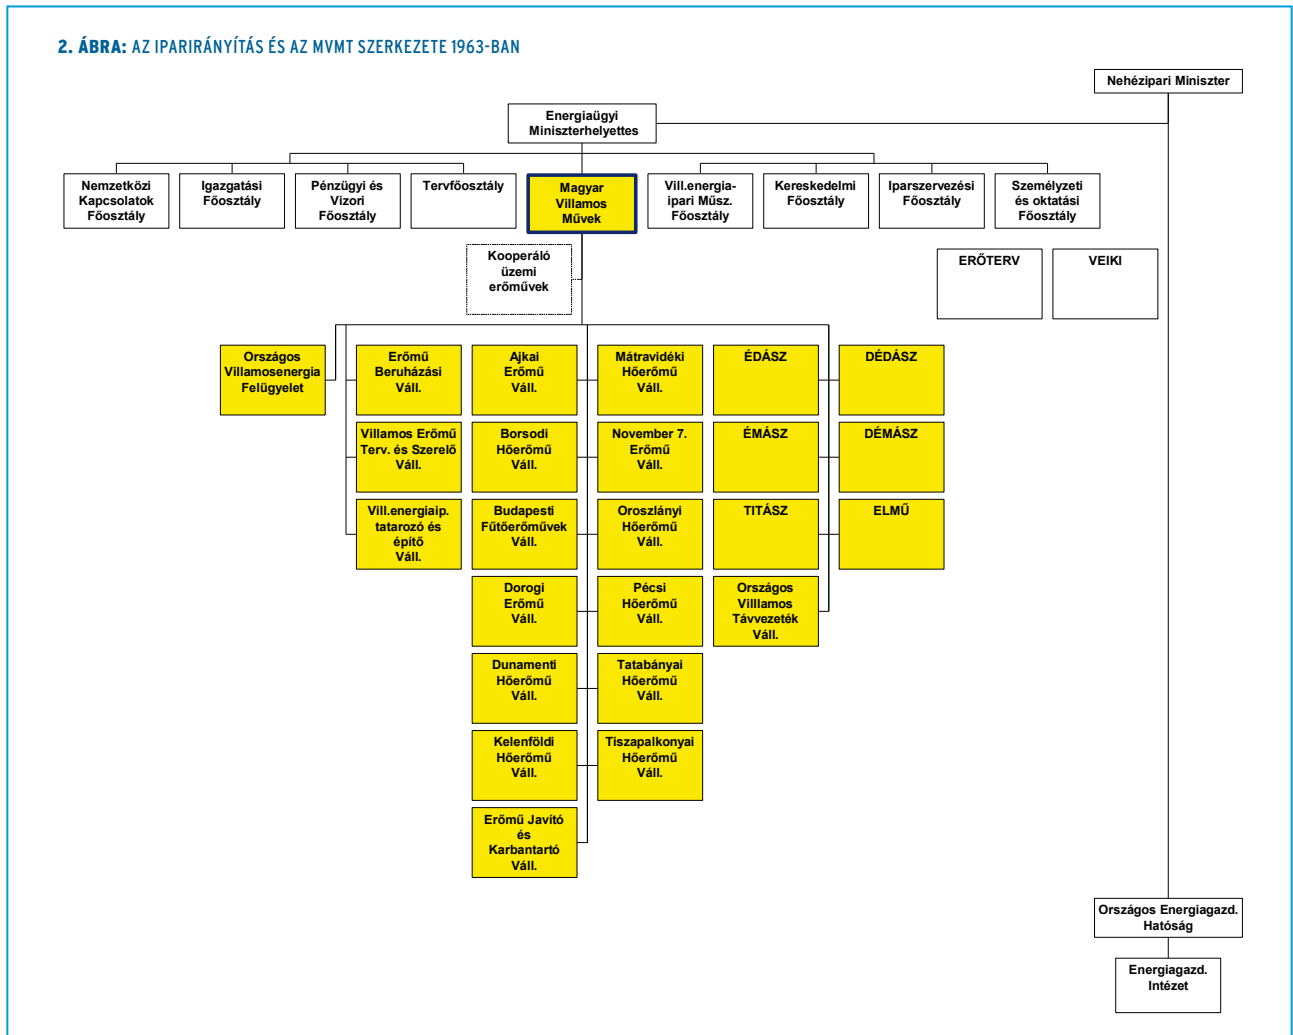 2. ÁBRA: AZ IPARIRÁNYÍTÁS ÉS AZ MVMT SZERKEZETE 1963-BAN
Nehézipari Miniszter
Energiaügyi
Miniszterhelyettes
Nemzetközi
Kapcsolatok
Főosztály
Igazgatási
Főosztály
Pénzügyi és
Vizori
Főosztály
Tervfőosztály
Magyar
Villamos
Művek
Vill.energia-
ipari Műsz.
Főosztály
Kereskedelmi
Főosztály
Iparszervezési
Főosztály
Személyzeti
és oktatási
Főosztály
Kooperáló
üzemi
erőművek
ERŐTERV
VEIKI
Országos
Villamosenergia
Felügyelet
Erőmű
Beruházási
Váll.
Ajkai
Erőmű
Váll.
Mátravidéki
Hőerőmű
Váll.
ÉDÁSZ
DÉDÁSZ
Villamos Erőmű
Terv. és Szerelő
Váll.
Borsodi
Hőerőmű
Váll.
November 7.
Erőmű
Váll.
ÉMÁSZ
DÉMÁSZ
Vill.energiaip.
tatarozó és
építő
Váll.
Budapesti
Fűtőerőművek
Váll.
Oroszlányi
Hőerőmű
Váll.
TITÁSZ
ELMŰ
Dorogi
Erőmű
Váll.
Pécsi
Hőerőmű
Váll.
Országos
Villlamos
Távvezeték
Váll.
Dunamenti
Hőerőmű
Váll.
Tatabányai
Hőerőmű
Váll.
Kelenföldi
Hőerőmű
Váll.
Tiszapalkonyai
Hőerőmű
Váll.
Erőmű Javító
és
Karbantartó
Váll.
Országos Energiagazd.
Hatóság
Energiagazd.
Intézet